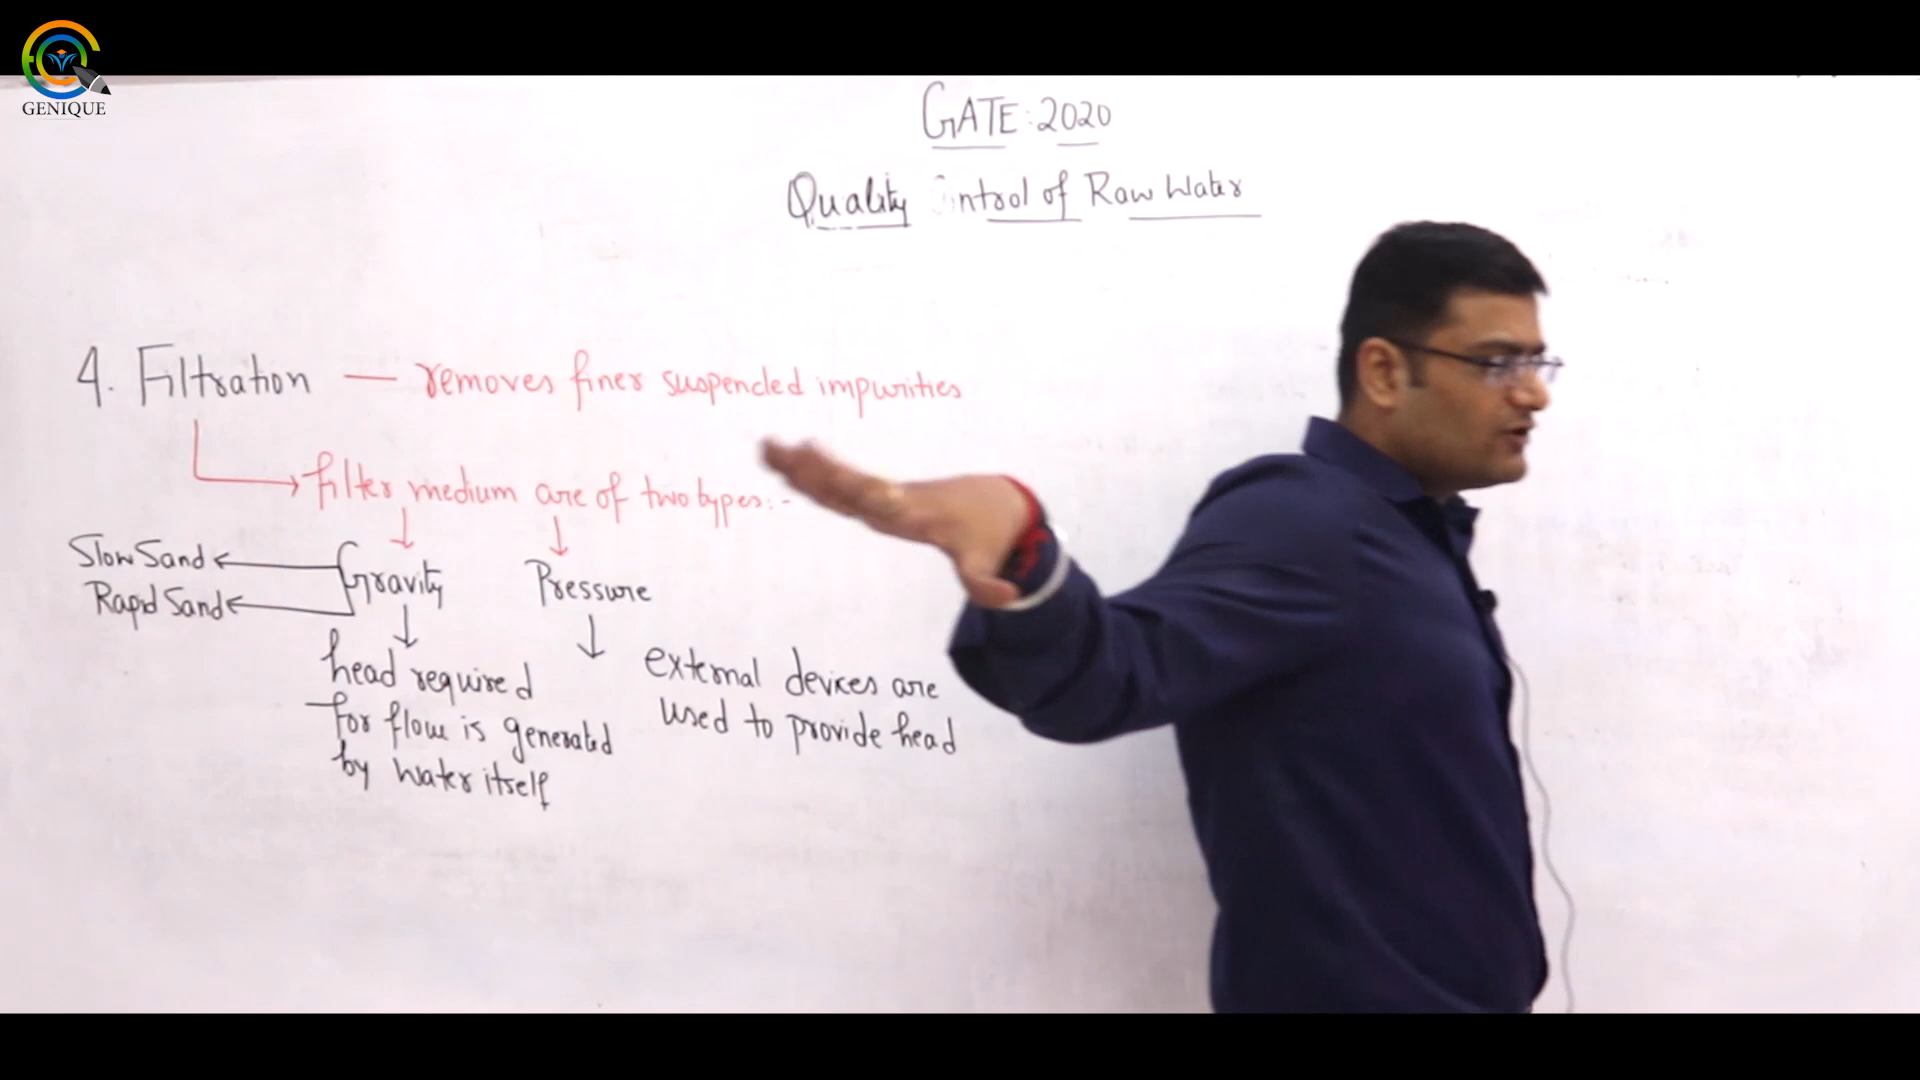 GENIQUE
GATE: 2020
Quality Control of Raw Water
4. Filtration — removes finer suspended impurities
filter medium are of two types:-
Slow Sand
Rapid Sand
Gravity
Pressure
head required
for flow is generated
by water itself
external devices are
used to provide head